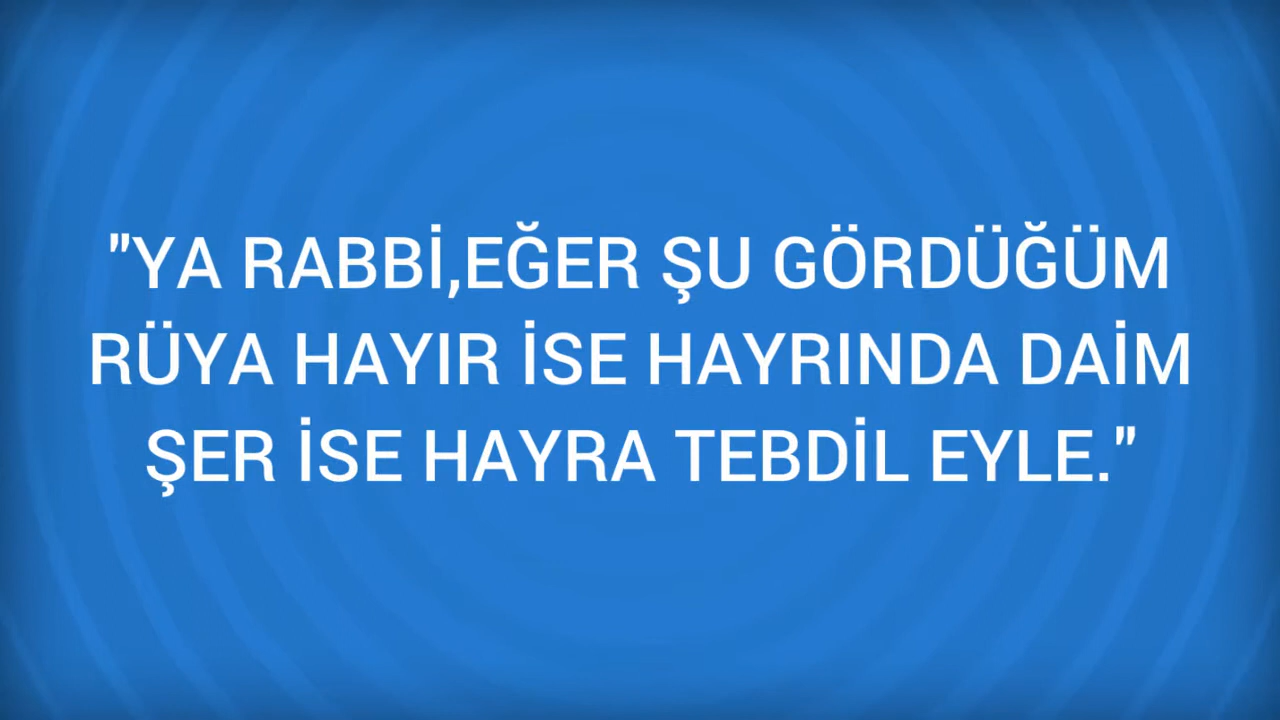 "YA RABBİ,EĞER ŞU GÖRDÜĞÜM
RÜYA HAYIR İSE HAYRINDA DAİM
ŞER İSE HAYRA TEBDİL EYLE."